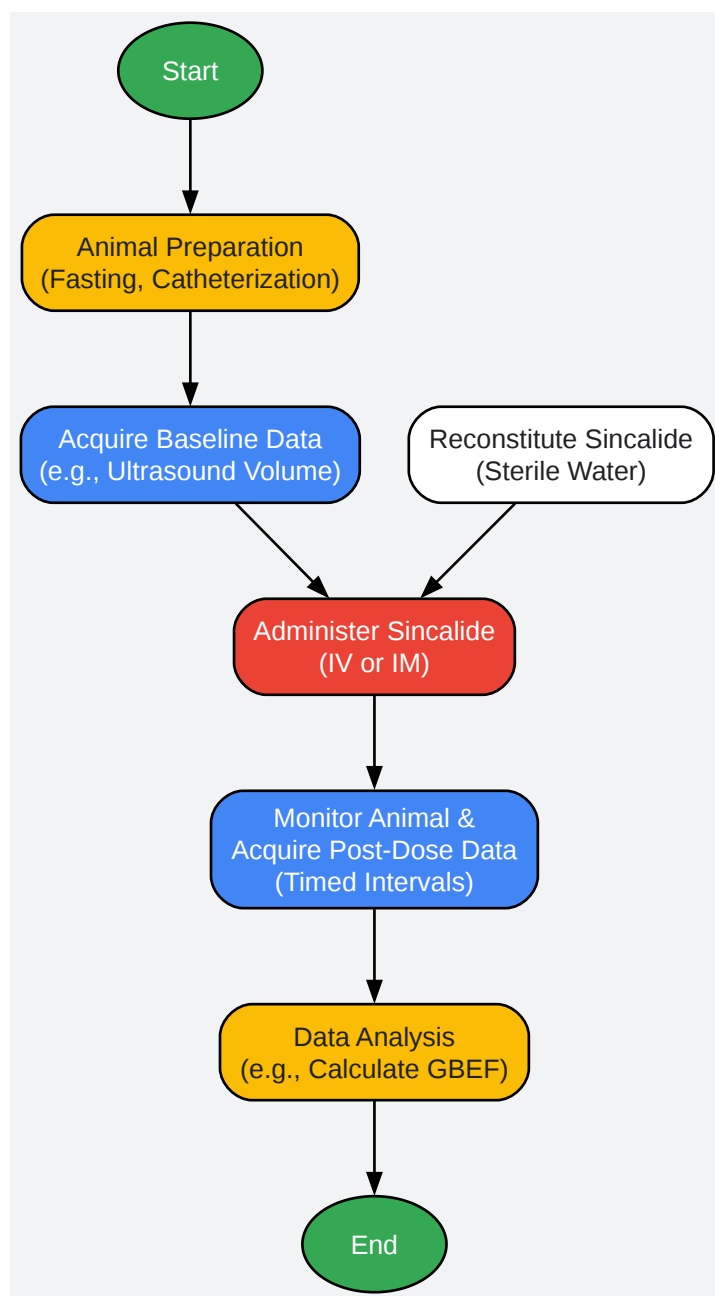 Start
Animal Preparation
(Fasting, Catheterization)
Acquire Baseline Data
(e.g., Ultrasound Volume)
Reconstitute Sincalide
(Sterile Water)
Administer Sincalide
(IV or IM)
Monitor Animal &
Acquire Post-Dose Data
(Timed Intervals)
Data Analysis
(e.g., Calculate GBEF)
End